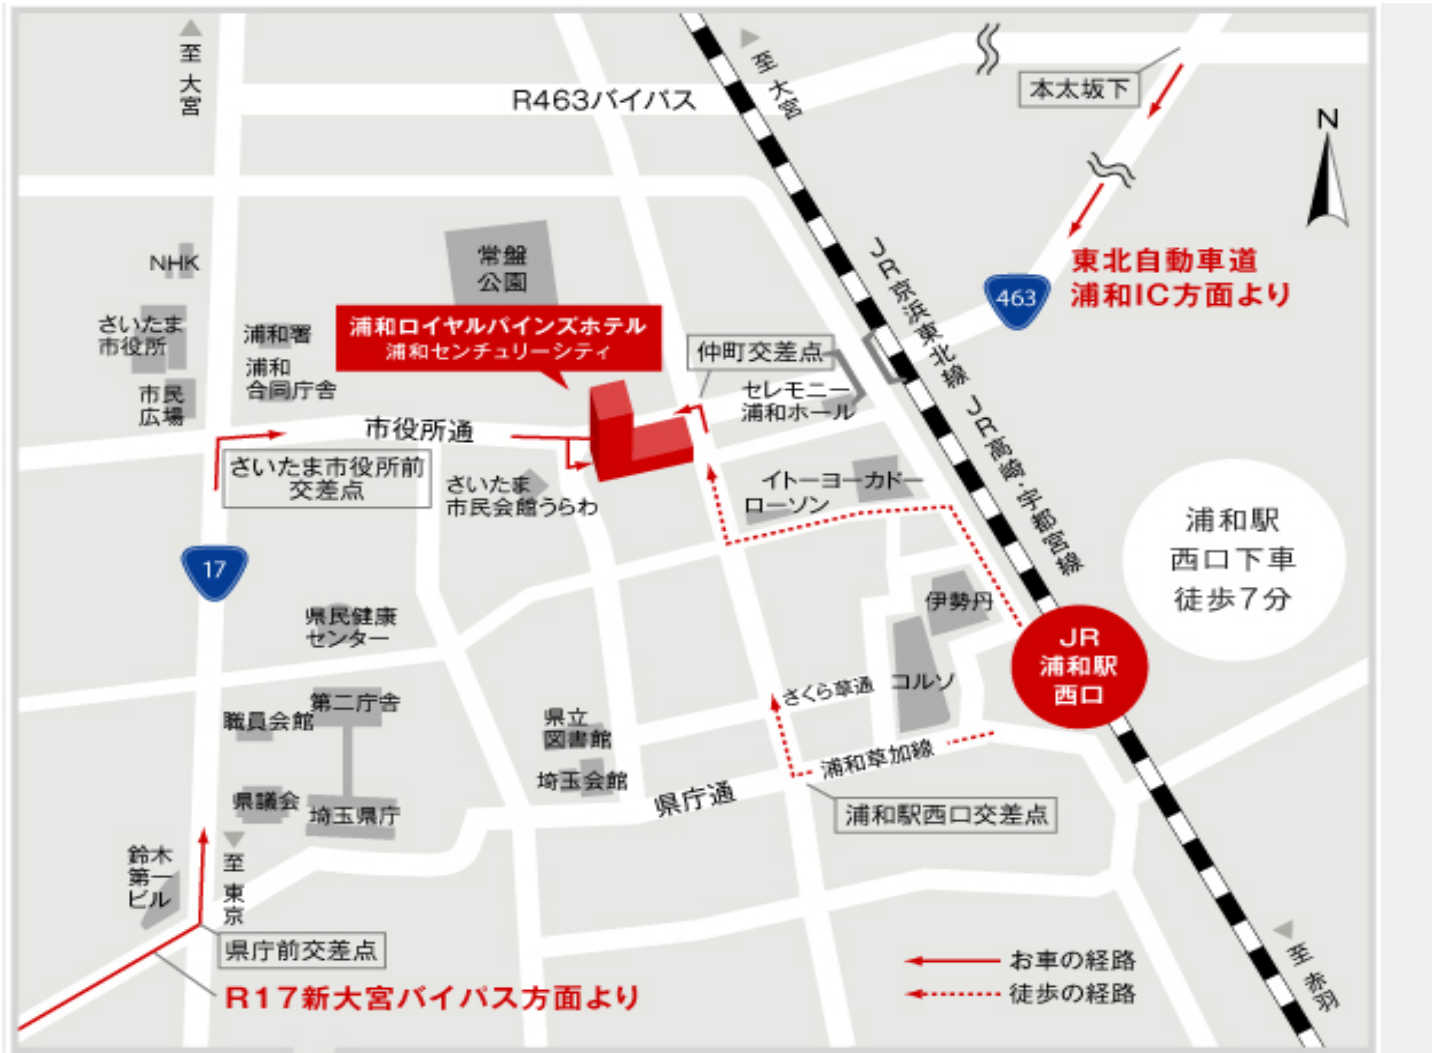 至
大
宮
R463バイパス
至
大
宮
本太坂下
N
NHK
常盤
公園
JR京浜東北線 JR高崎・宇都宮線
463
東北自動車道
浦和IC方面より
さいたま
市役所
浦和署
浦和ロイヤルパインズホテル
浦和センチュリーシティ
仲町交差点
浦和
合同庁舎
市民
広場
セレモニー
浦和ホール
市役所通
さいたま市役所前
交差点
さいたま
市民会館うらわ
イトーヨーカドー
ローソン
浦和駅
西口下車
徒歩7分
17
県民健康
センター
伊勢丹
JR
浦和駅
西口
第二庁舎
職員会館
県立
図書館
さくら草通
コルソ
埼玉会館
浦和草加線
県議会
埼玉県庁
県庁通
浦和駅西口交差点
鈴木
第一
ビル
至
東
京
県庁前交差点
R17新大宮バイパス方面より
お車の経路
徒歩の経路
至
赤
羽